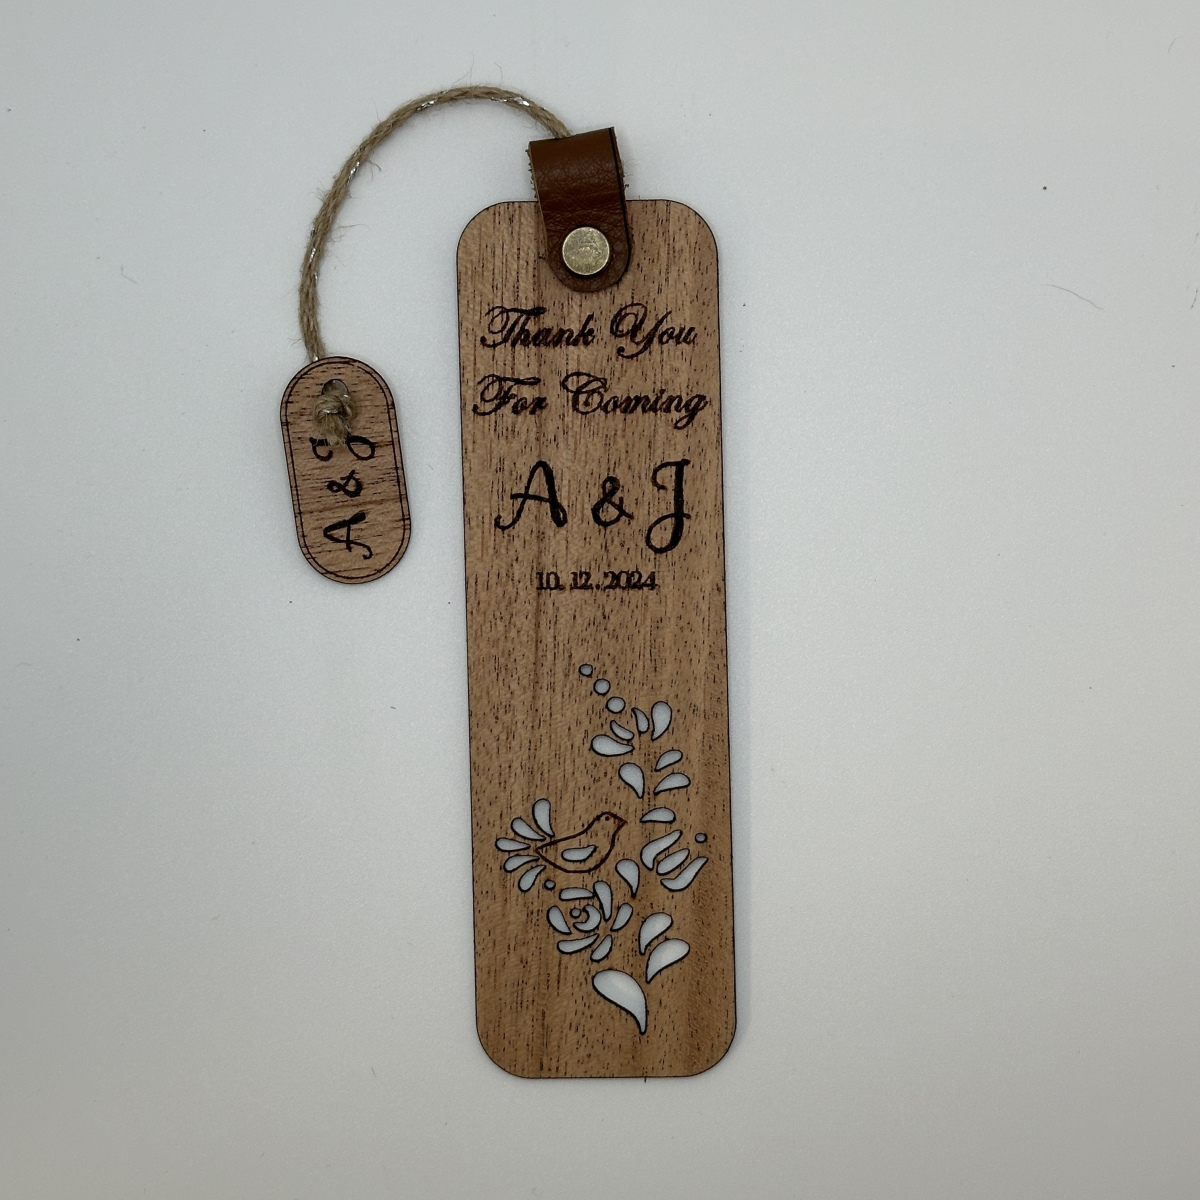 Thank You
For Coming
A & J
10.12.2024
A & J